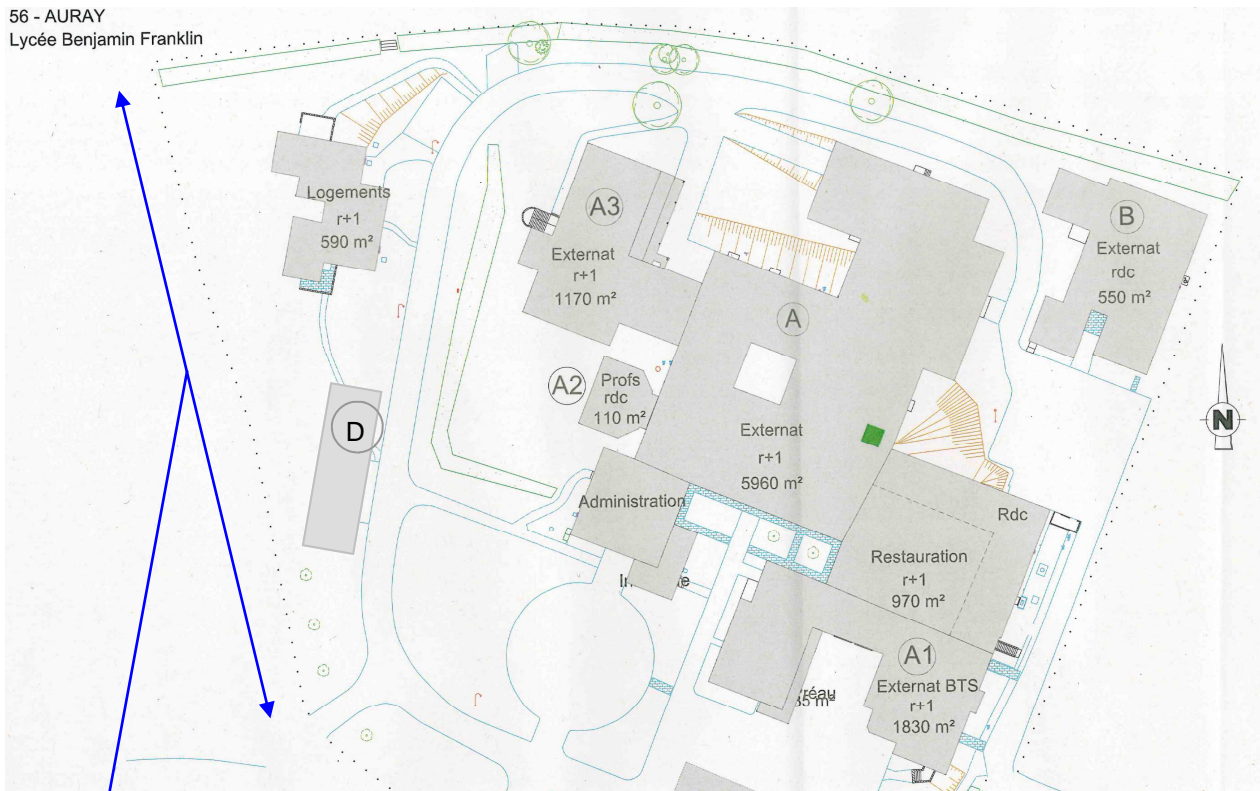 56 - AURAY
Lycée Benjamin Franklin
Logements
r+1
590 m²
A3
Externat
r+1
1170 m²
B
Externat
rdc
550 m²
A
A2
Profs
rdc
110 m²
D
N
Externat
r+1
5960 m²
Administration
Rdc
Restauration
r+1
970 m²
A1
Externat BTS
r+1
1830 m²